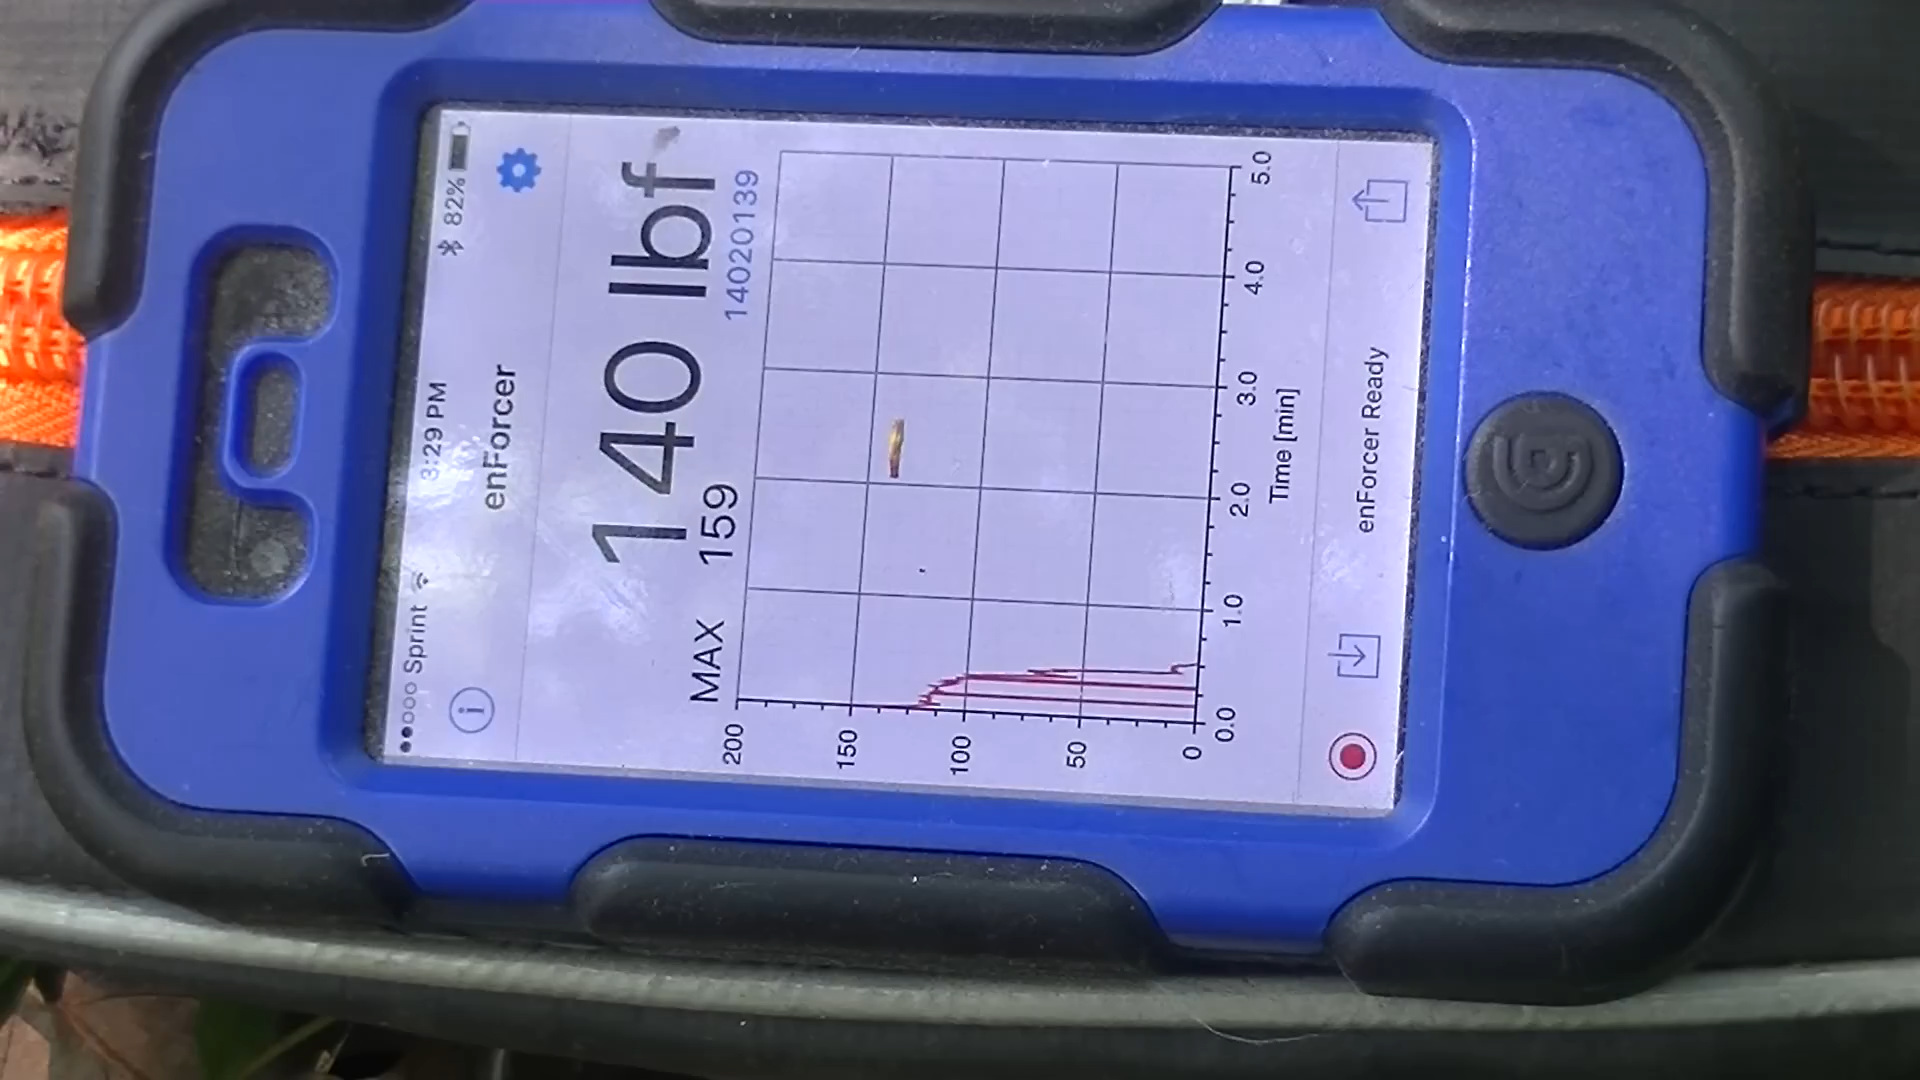 ●●○○○ Sprint 3:29 PM 82%
enForcer
140 lbf
MAX 159
14020139
200
150
100
50
0
0.0 1.0 2.0 3.0 4.0 5.0
Time [min]
enForcer Ready